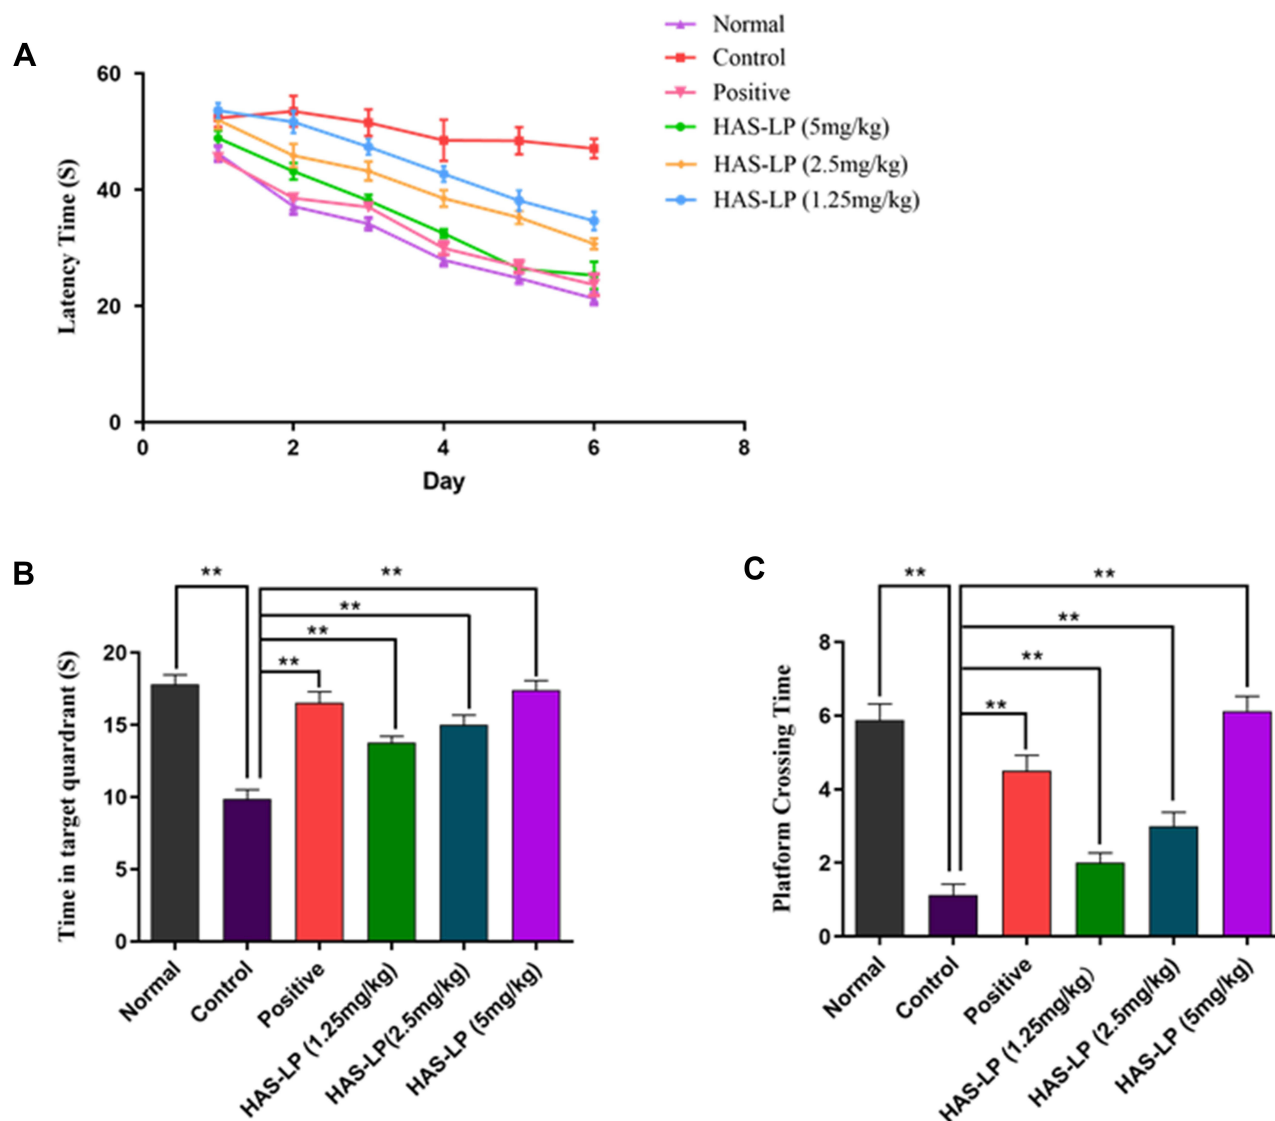 A
Normal
Control
Positive
HAS-LP (5mg/kg)
HAS-LP (2.5mg/kg)
HAS-LP (1.25mg/kg)
Latency Time (S)
60
40
20
0
0 2 4 6 8
Day
B
** **
**
**
**
Time in target quardrant (S)
20
15
10
5
0
Normal
Control
Positive
HAS-LP (1.25mg/kg)
HAS-LP(2.5mg/kg)
HAS-LP (5mg/kg)
C
** **
**
**
**
Platform Crossing Time
8
6
4
2
0
Normal
Control
Positive
HAS-LP (1.25mg/kg）
HAS-LP (2.5mg/kg)
HAS-LP (5mg/kg)